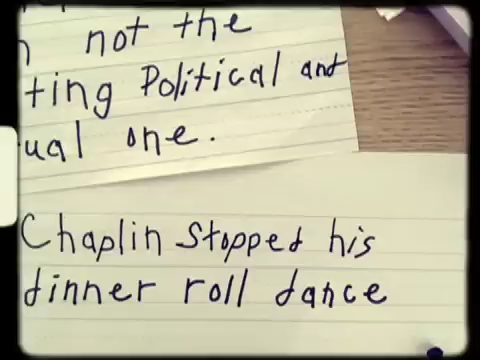 not the
ting Political and
ual one.
Chaplin stopped his
dinner roll dance